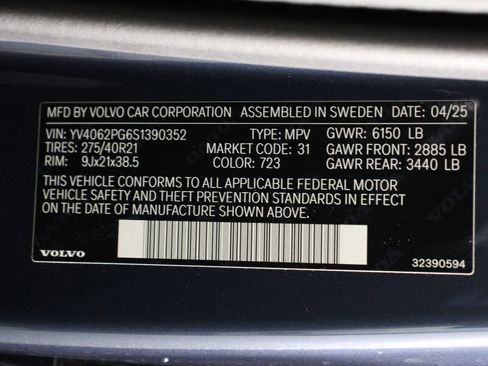 MFD BY VOLVO CAR CORPORATION ASSEMBLED IN SWEDEN DATE: 04/25
VIN: YV4062PG6S1390352 TYPE: MPV GVWR: 6150 LB
TIRES: 275/40R21 MARKET CODE: 31 GAWR FRONT: 2885 LB
RIM: 9Jx21x38.5 COLOR: 723 GAWR REAR: 3440 LB
THIS VEHICLE CONFORMS TO ALL APPLICABLE FEDERAL MOTOR
VEHICLE SAFETY AND THEFT PREVENTION STANDARDS IN EFFECT
ON THE DATE OF MANUFACTURE SHOWN ABOVE.
VOLVO 32390594